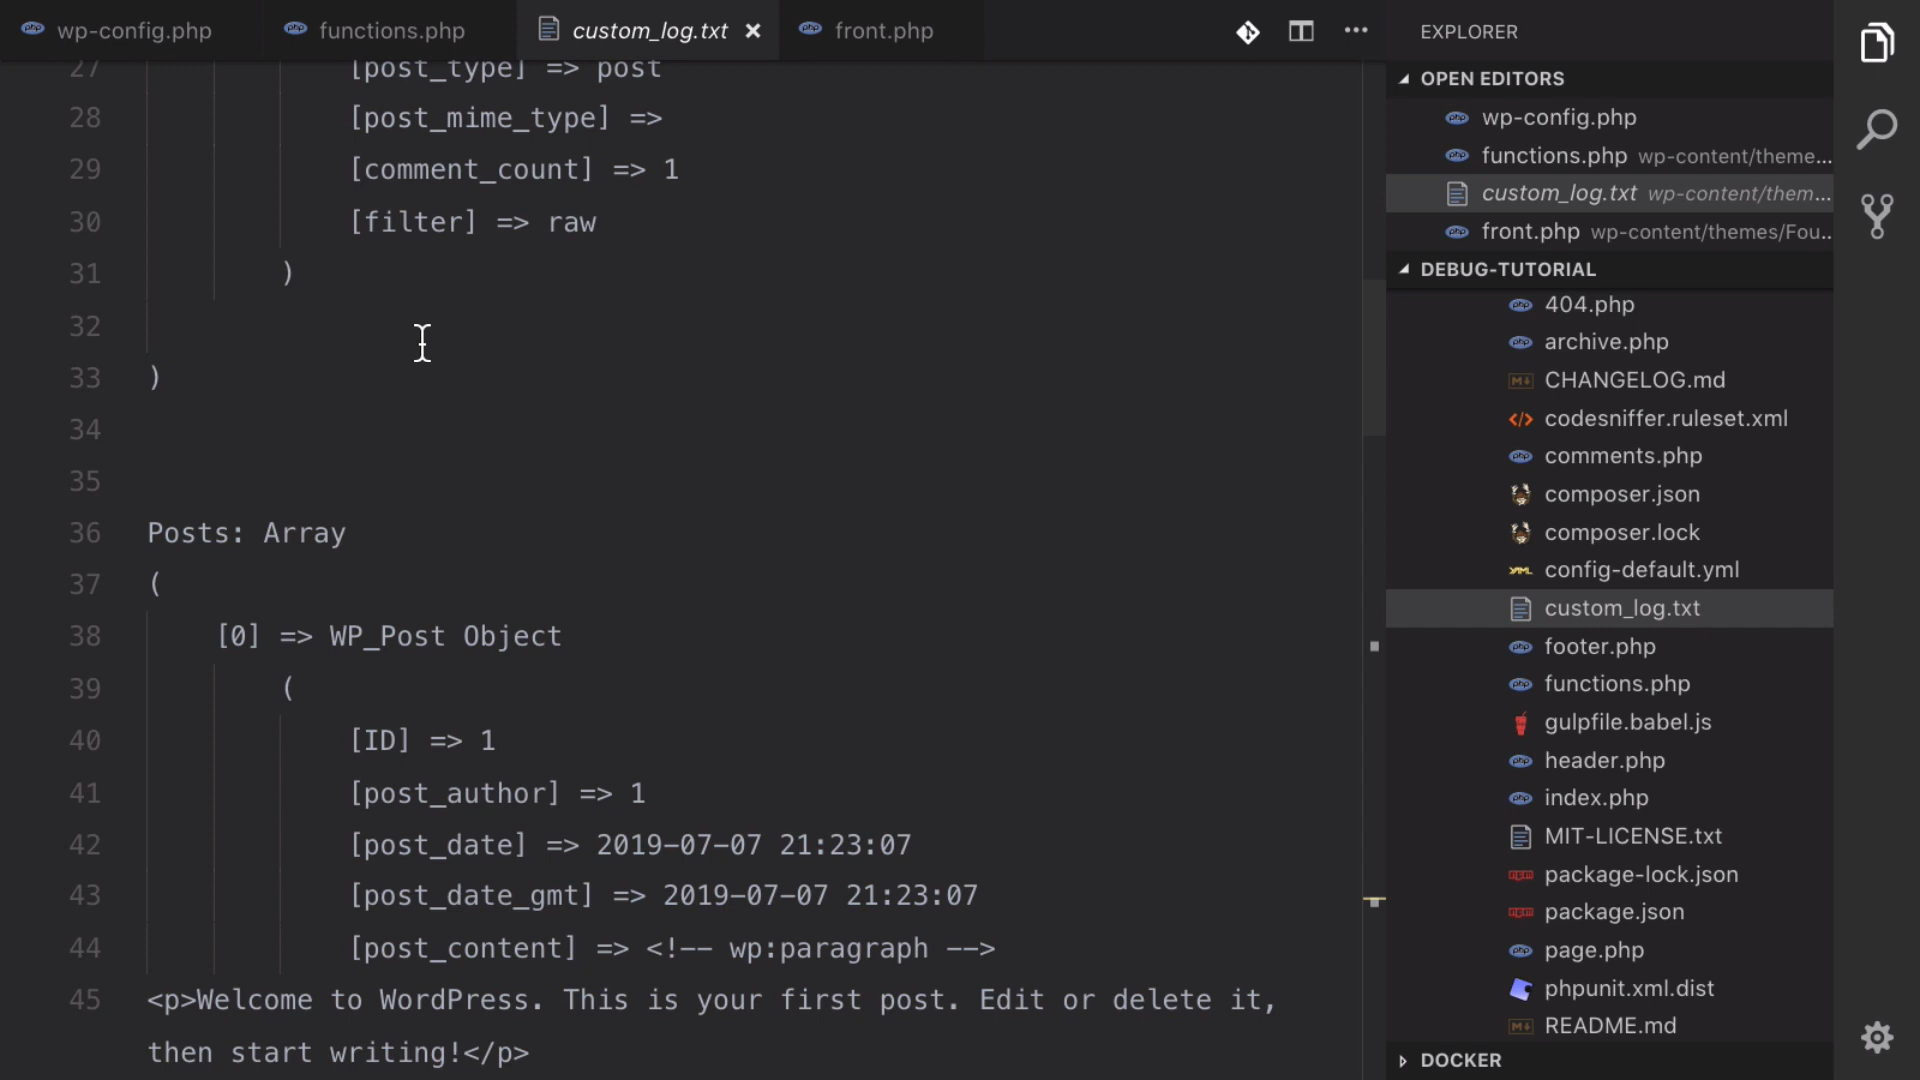 wp-config.php
functions.php
custom_log.txt
front.php
27 [post_type] => post
28 [post_mime_type] =>
29 [comment_count] => 1
30 [filter] => raw
31 )
32
33 )
34
35
36 Posts: Array
37 (
38 [0] => WP_Post Object
39 (
40 [ID] => 1
41 [post_author] => 1
42 [post_date] => 2019-07-07 21:23:07
43 [post_date_gmt] => 2019-07-07 21:23:07
44 [post_content] => <!-- wp:paragraph -->
45 <p>Welcome to WordPress. This is your first post. Edit or delete it,
then start writing!</p>
EXPLORER
OPEN EDITORS
wp-config.php
functions.php wp-content/theme...
custom_log.txt wp-content/them...
front.php wp-content/themes/Fou...
DEBUG-TUTORIAL
404.php
archive.php
CHANGELOG.md
codesniffer.ruleset.xml
comments.php
composer.json
composer.lock
config-default.yml
custom_log.txt
footer.php
functions.php
gulpfile.babel.js
header.php
index.php
MIT-LICENSE.txt
package-lock.json
package.json
page.php
phpunit.xml.dist
README.md
DOCKER